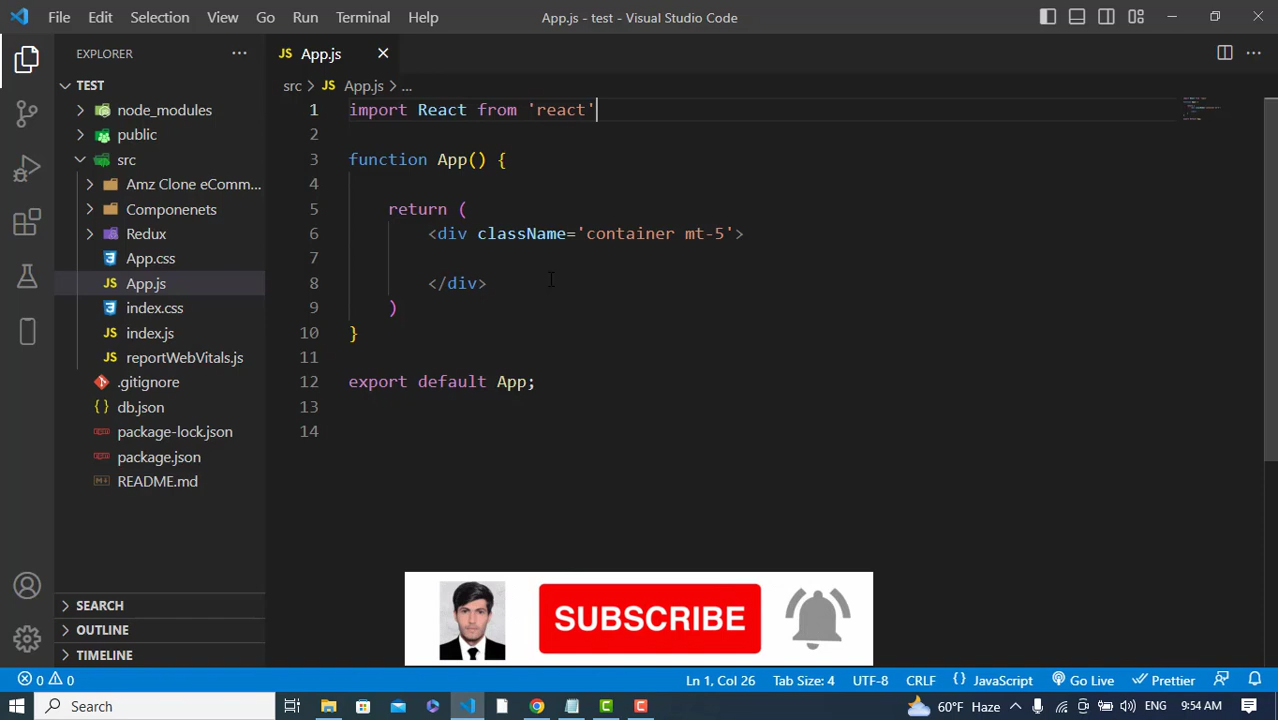 File Edit Selection View Go Run Terminal Help App.js - test - Visual Studio Code
EXPLORER
TEST
node_modules
public
src
Amz Clone eComm...
Componenets
Redux
App.css
JS App.js
index.css
JS index.js
JS reportWebVitals.js
.gitignore
{} db.json
package-lock.json
package.json
README.md
SEARCH
OUTLINE
TIMELINE
JS App.js
src > JS App.js > ...
1 import React from 'react'
2
3 function App() {
4
5 return (
6 <div className='container mt-5'>
7
8 </div>
9 )
10 }
11
12 export default App;
13
14
SUBSCRIBE
0 0 Ln 1, Col 26 Tab Size: 4 UTF-8 CRLF {} JavaScript Go Live Prettier
Search 60°F Haze ENG 9:54 AM